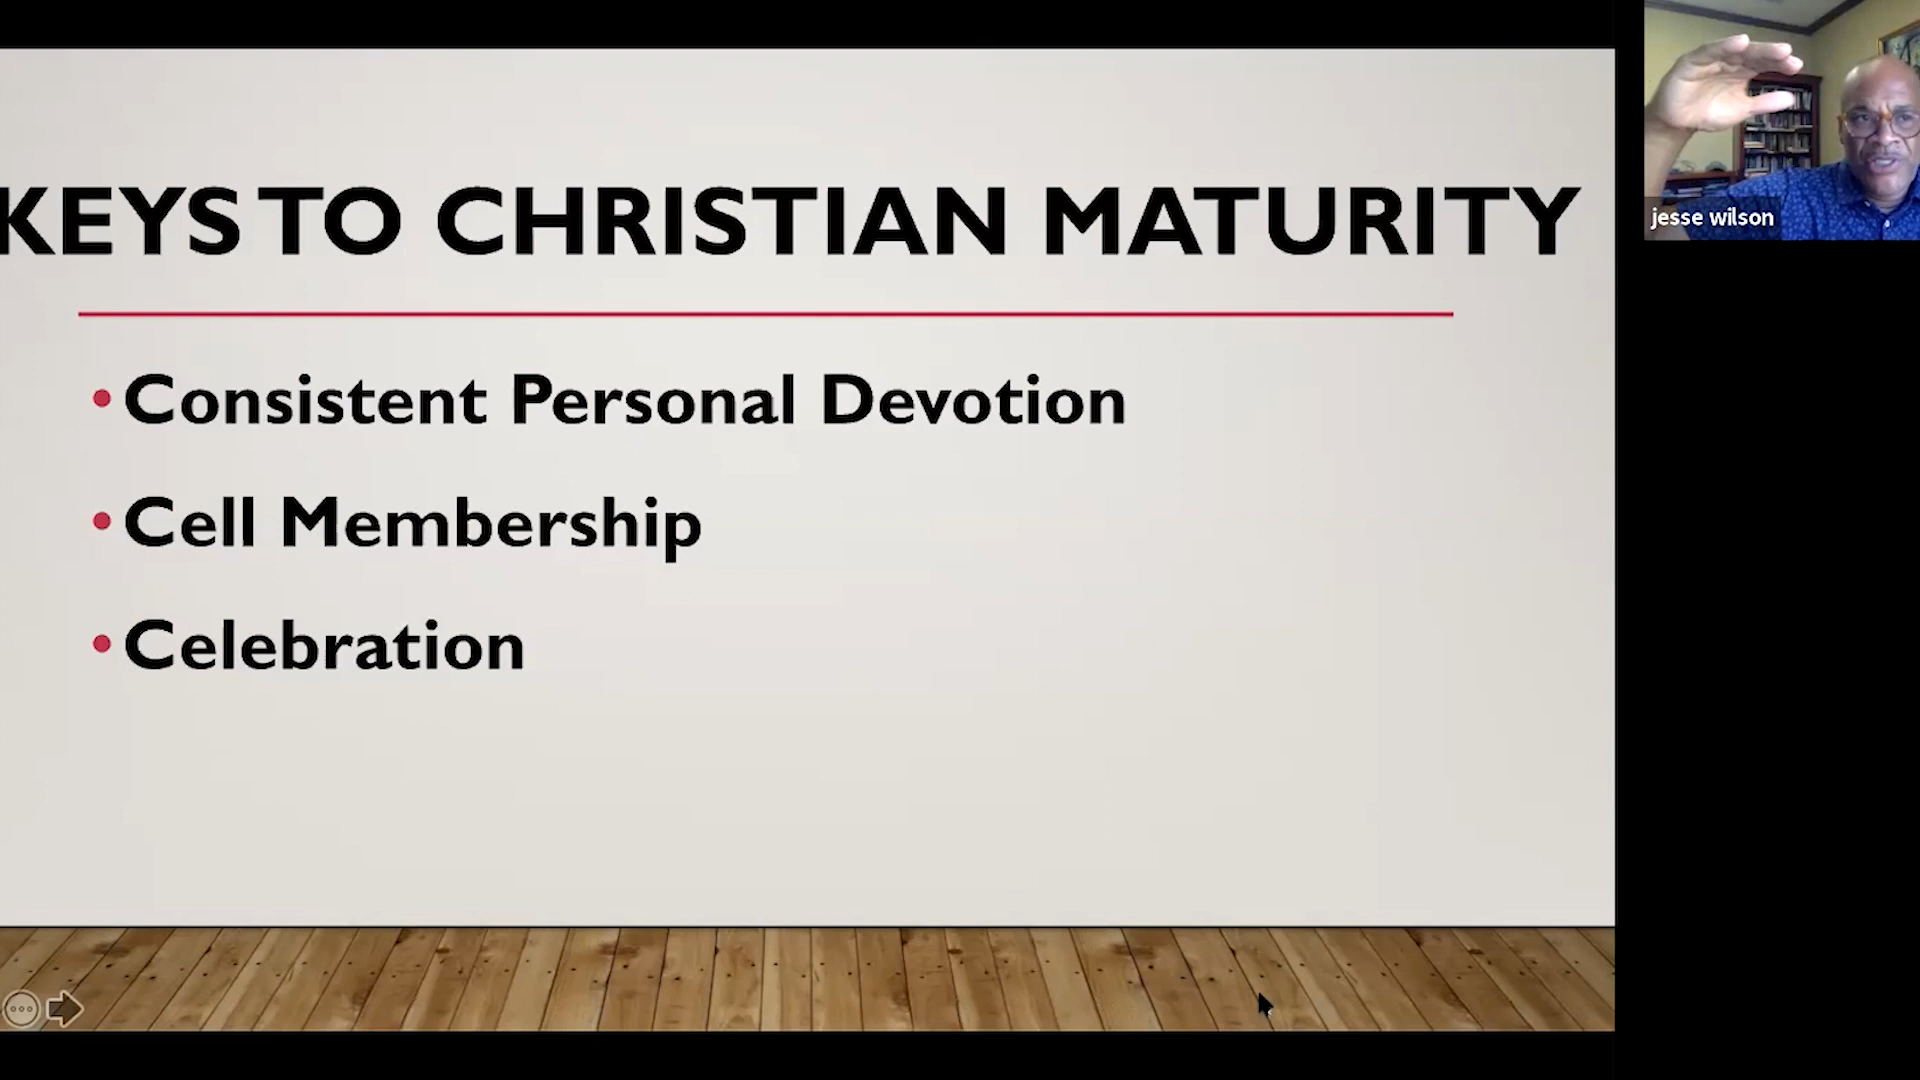 KEYS TO CHRISTIAN MATURITY
• Consistent Personal Devotion
• Cell Membership
• Celebration
jesse wilson